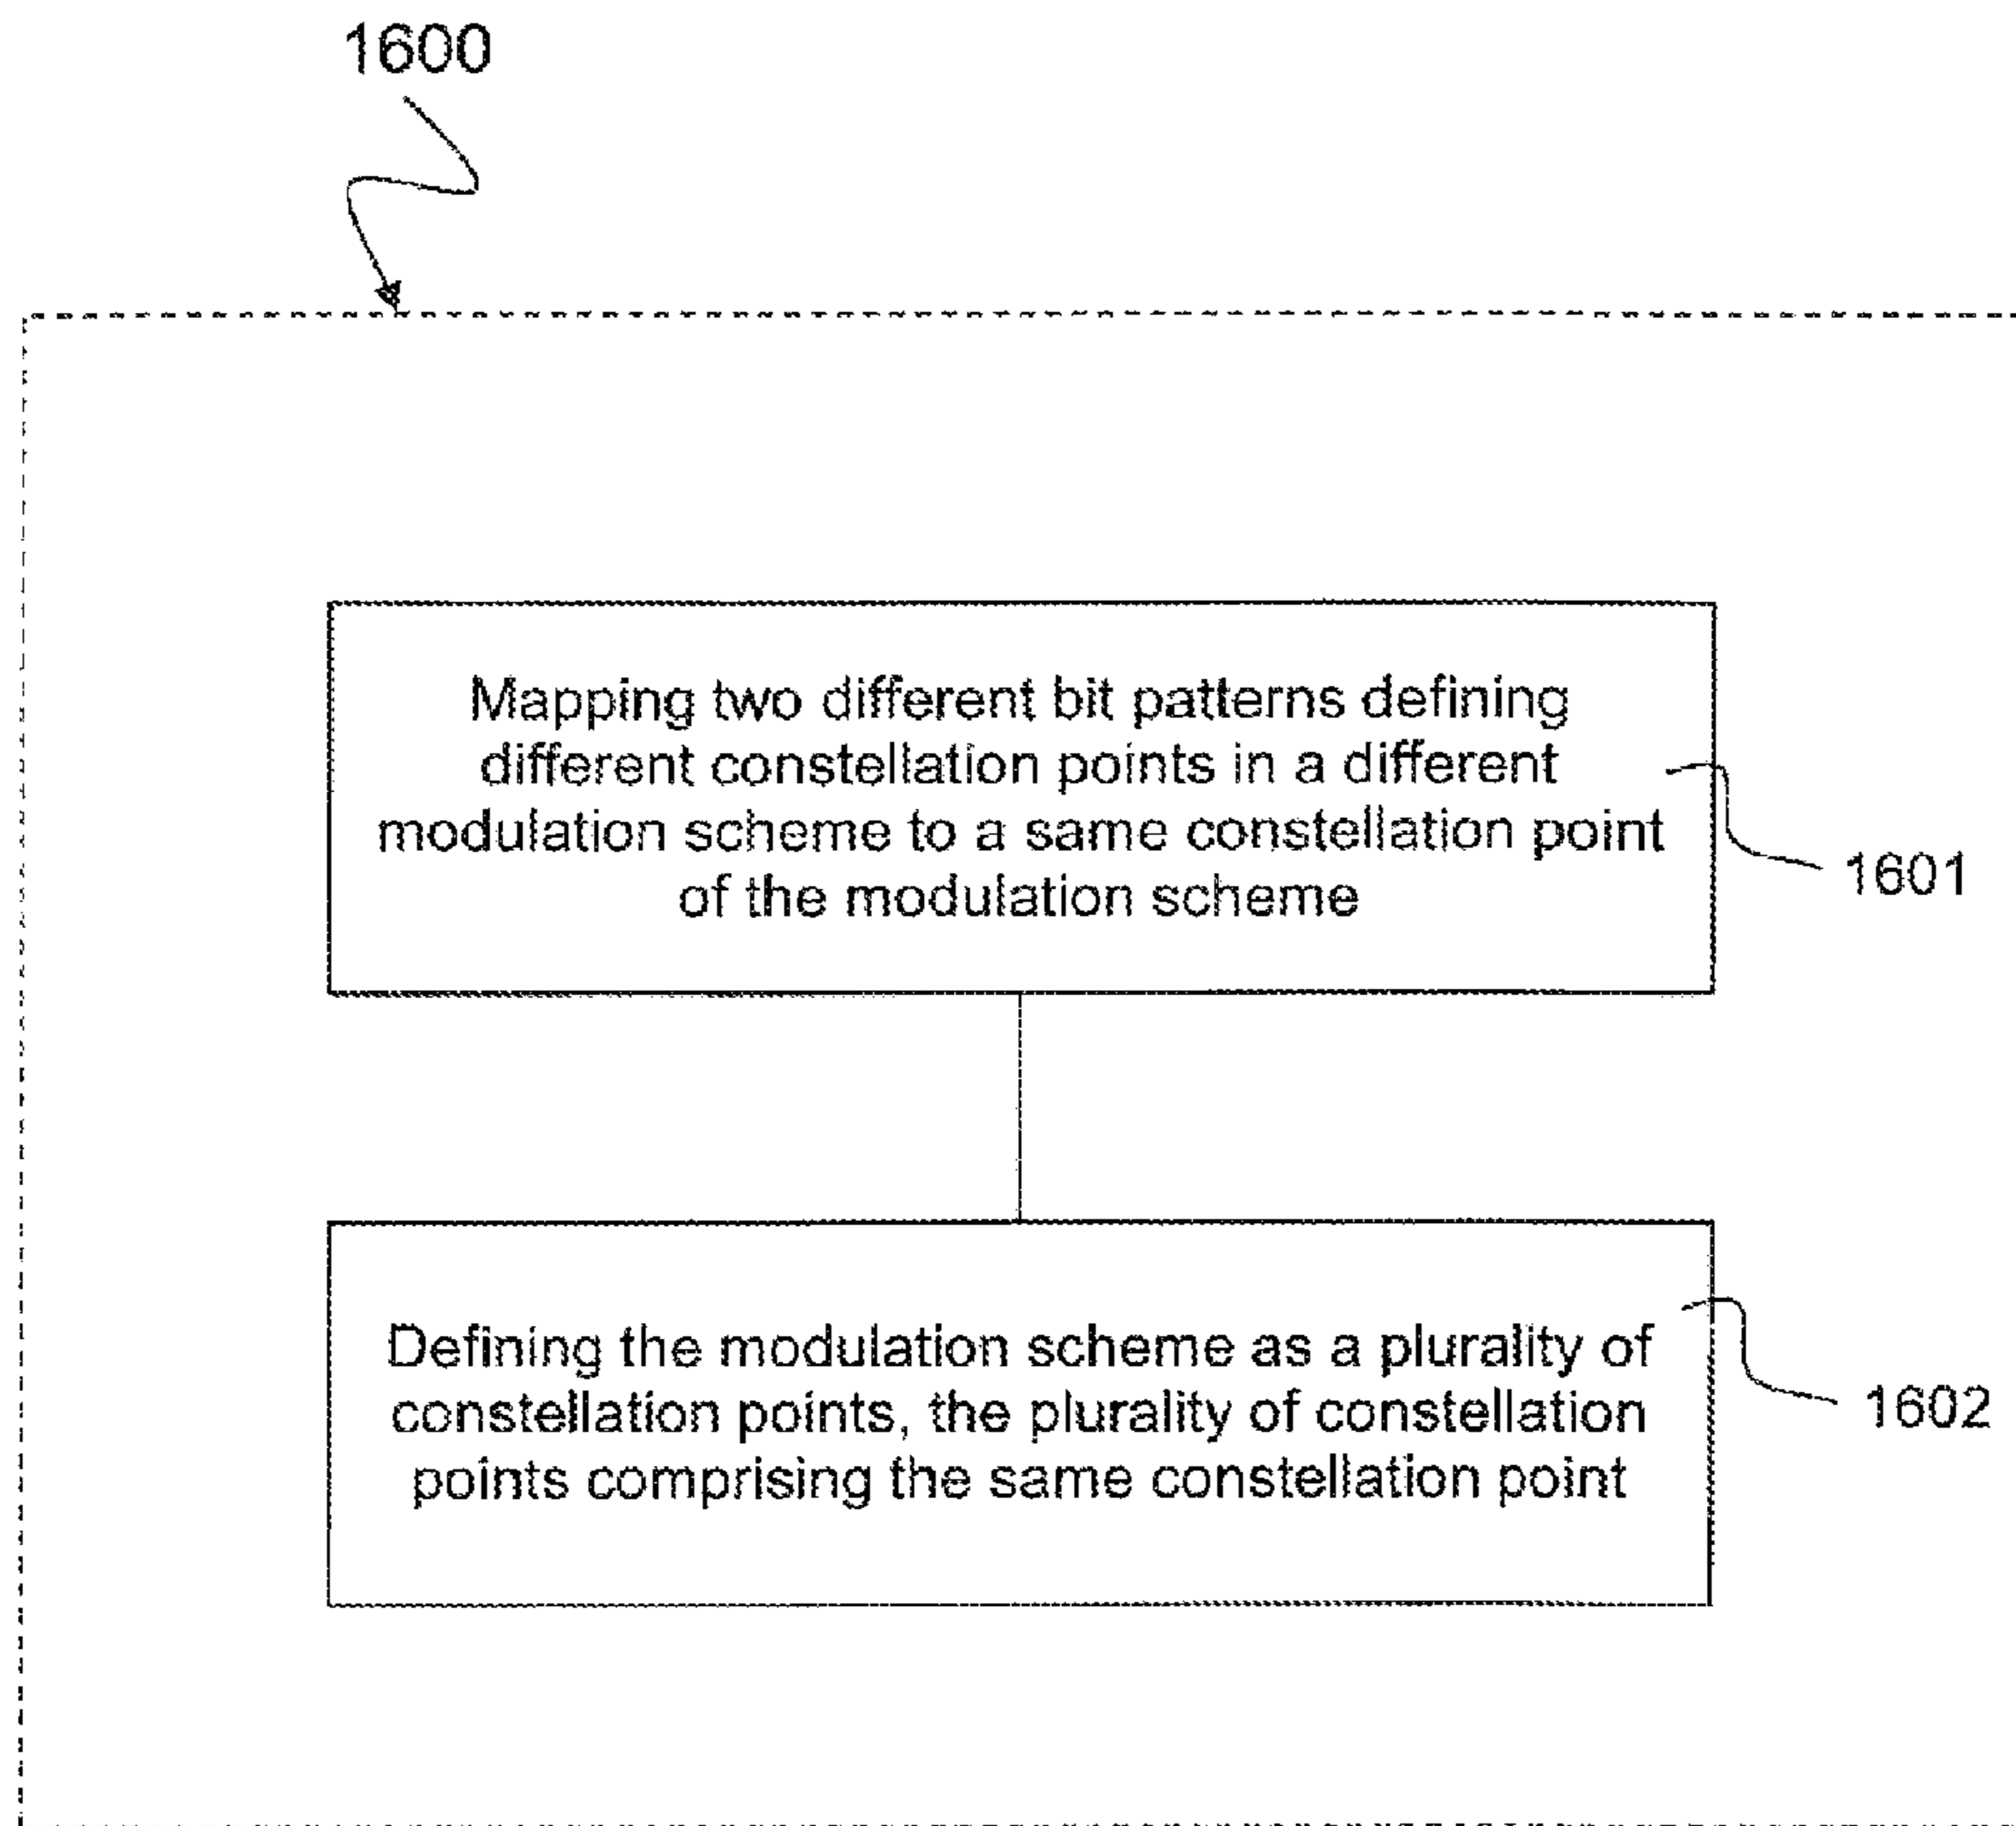 1600
Mapping two different bit patterns defining
different constellation points in a different
modulation scheme to a same constellation point
of the modulation scheme
1601
Defining the modulation scheme as a plurality of
constellation points, the plurality of constellation
points comprising the same constellation point
1602